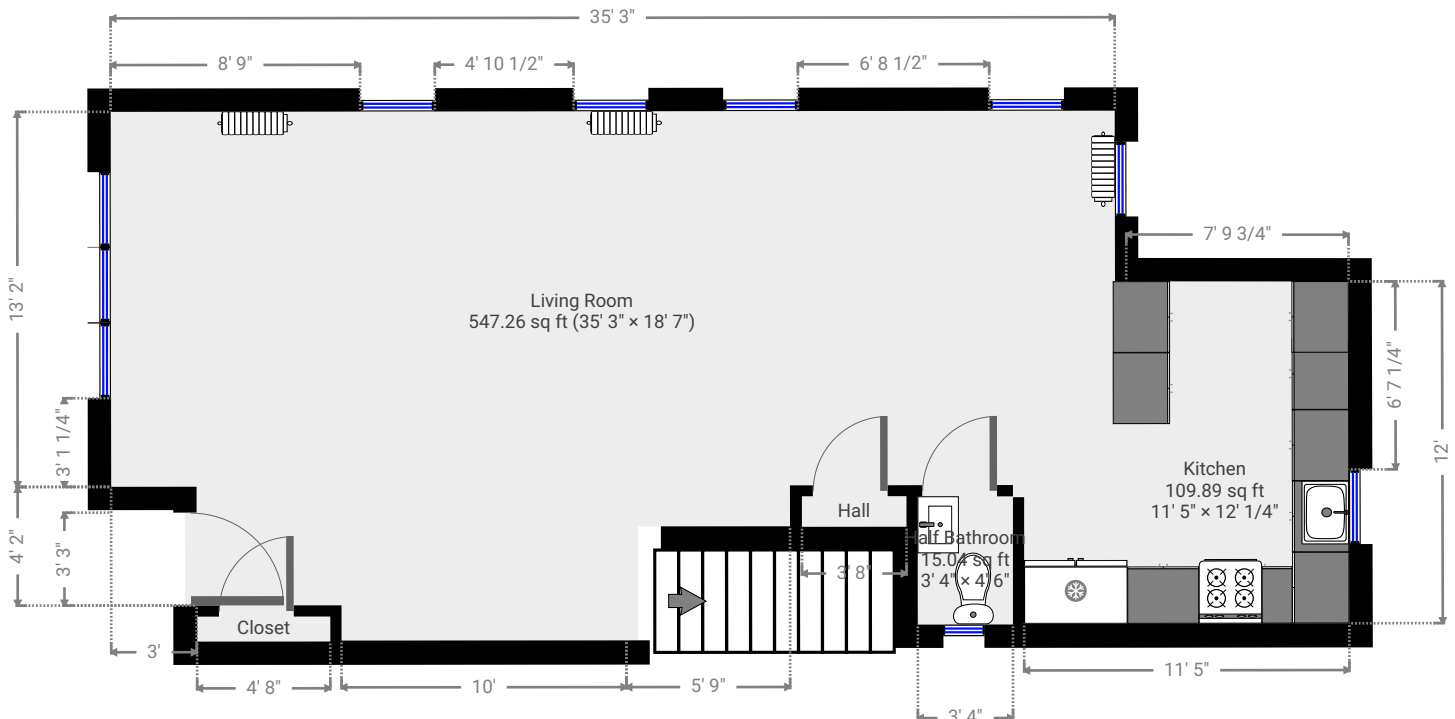 35' 3"
8' 9"
4' 10 1/2"
6' 8 1/2"
7' 9 3/4"
13' 2"
Living Room
547.26 sq ft (35' 3" × 18' 7")
6' 7 1/4"
3' 1 1/4"
12'
Kitchen
109.89 sq ft
11' 5" × 12' 1/4"
Hall
Half Bathroom
15.04 sq ft
3' 4" × 4' 6"
3' 8"
4' 2"
3' 3"
Closet
3'
4' 8"
10'
5' 9"
11' 5"
3' 4"